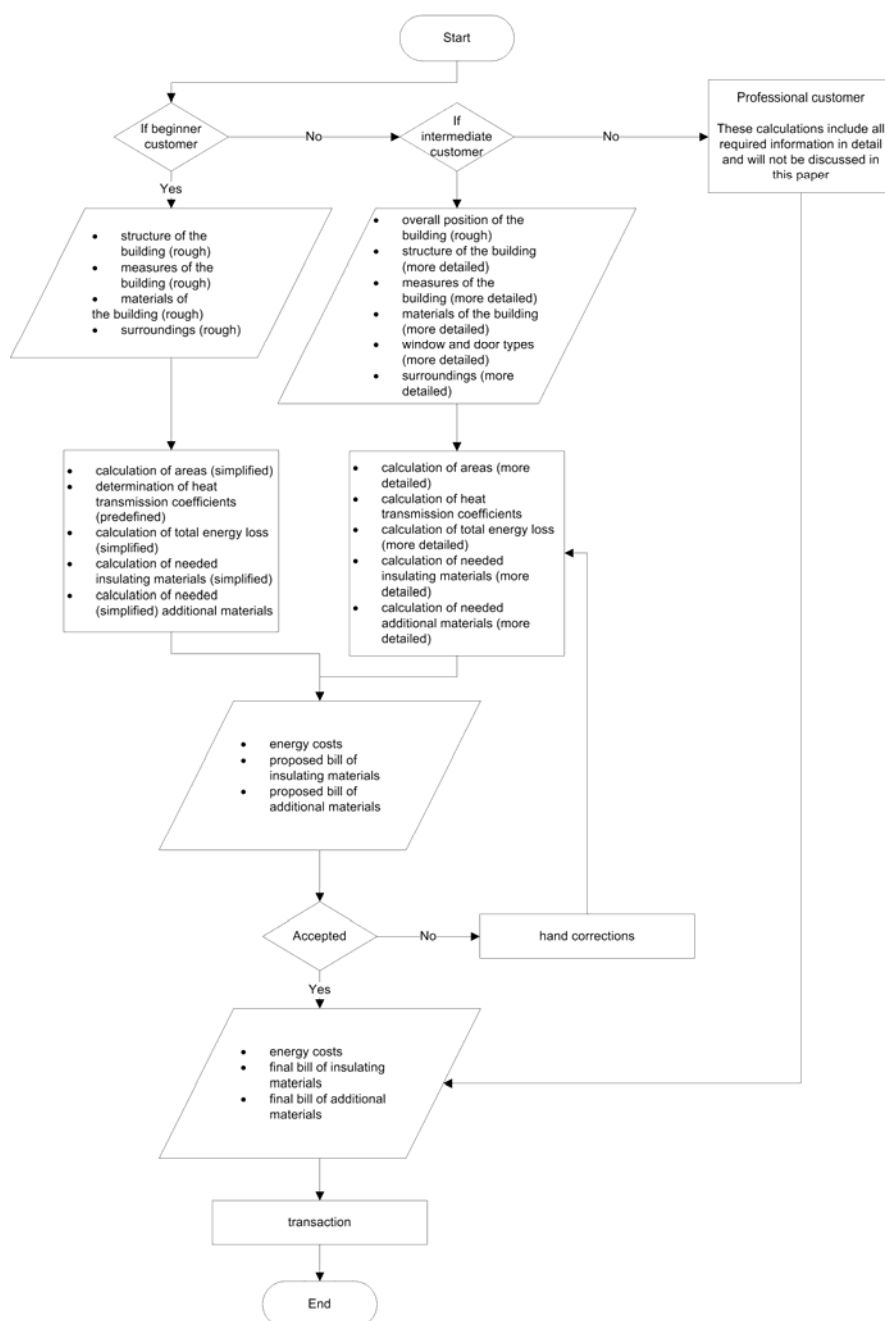 Start
If beginner
customer
No
If
intermediate
customer
No
Professional customer
These calculations include all
required information in detail
and will not be discussed in
this paper
Yes
Yes
• structure of the
building (rough)
• measures of the
building (rough)
• materials of
the building (rough)
• surroundings (rough)
• overall position of the
building (rough)
• structure of the building
(more detailed)
• measures of the
building (more detailed)
• materials of the building
(more detailed)
• window and door types
(more detailed)
• surroundings (more
detailed)
• calculation of areas (simplified)
• determination of heat
transmission coefficients
(predefined)
• calculation of total energy loss
(simplified)
• calculation of needed
insulating materials (simplified)
• calculation of needed
(simplified) additional materials
• calculation of areas (more
detailed)
• calculation of heat
transmission coefficients
• calculation of total energy loss
(more detailed)
• calculation of needed
insulating materials (more
detailed)
• calculation of needed
additional materials (more
detailed)
• energy costs
• proposed bill of
insulating materials
• proposed bill of
additional materials
Accepted
No
hand corrections
Yes
• energy costs
• final bill of insulating
materials
• final bill of additional
materials
transaction
End